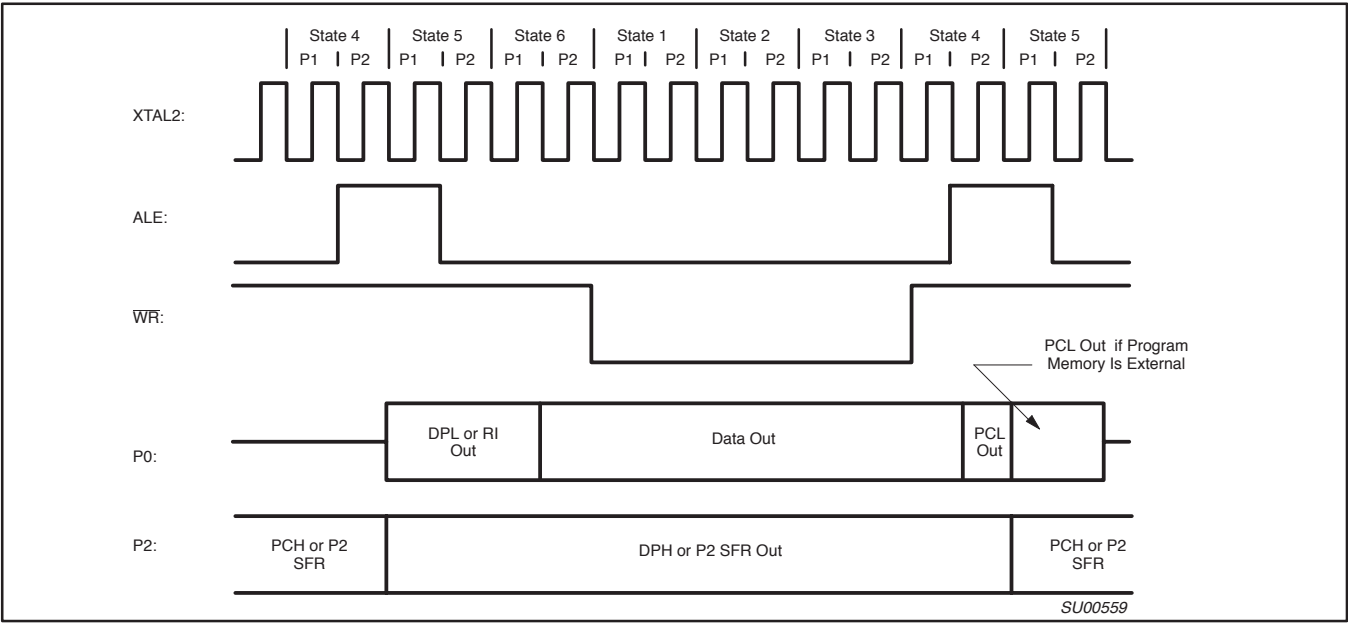 State 4 State 5 State 6 State 1 State 2 State 3 State 4 State 5
P1 P2 P1 P2 P1 P2 P1 P2 P1 P2 P1 P2 P1 P2 P1 P2
XTAL2:
ALE:
WR:
PCL Out if Program
Memory Is External
P0:
DPL or RI
Out
Data Out
PCL
Out
P2:
PCH or P2
SFR
DPH or P2 SFR Out
PCH or P2
SFR
SU00559